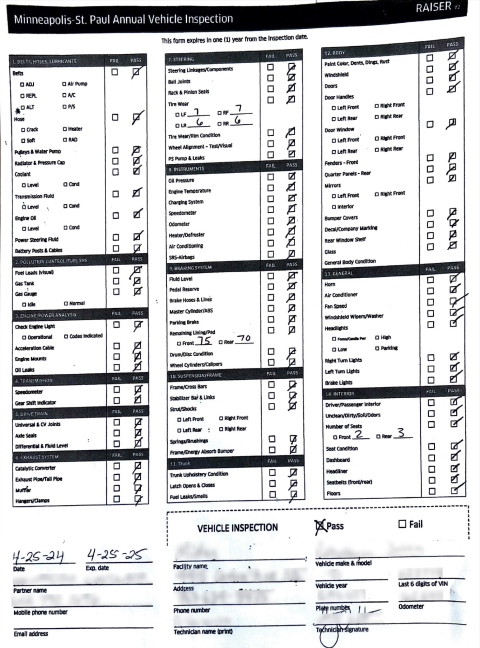 Minneapolis-St. Paul Annual Vehicle Inspection
RAISER
This form expires in one (1) year from the inspection date.
1. BELTS, HOSES, LUBRICANTS FAIL PASS
Belts
ADJ Air Pump
REPL A/C
ALT P/S
Hose
Crack Heater
Soft RAD
Pulleys & Water Pump
Radiator & Pressure Cap
Coolant
Level Cond
Transmission Fluid
Level Cond
Engine Oil
Level Cond
Power Steering Fluid
Battery Posts & Cables
2. POLLUTION CONTROL/FUEL SYS FAIL PASS
Fuel Leads (visual)
Gas Tank
Gas Gauge
Idle Normal
3. ENGINE POWER ANALYSIS FAIL PASS
Check Engine Light
Operational Codes Indicated
Acceleration Cable
Engine Mounts
Oil Leaks
4. TRANSMISSION FAIL PASS
Speedometer
Gear Shift Indicator
5. DRIVE TRAIN FAIL PASS
Universal & CV Joints
Axle Seals
Differential & Fluid Level
6. EXHAUST SYSTEM FAIL PASS
Catalytic Converter
Exhaust Pipe/Tail Pipe
Muffler
Hangers/Clamps
7. STEERING FAIL PASS
Steering Linkages/Components
Ball Joints
Rack & Pinion Seals
Tire Wear
LF 7 RF 7
LR 6 RR 6
Tire Wear/Rim Condition
Wheel Alignment - Test/Visual
PS Pump & Leaks
8. INSTRUMENTS FAIL PASS
Oil Pressure
Engine Temperature
Charging System
Speedometer
Odometer
Heater/Defroster
Air Conditioning
SRS-Airbags
9. BRAKING SYSTEM FAIL PASS
Fluid Level
Pedal Reserve
Brake Hoses & Lines
Master Cylinder/ABS
Parking Brake
Remaining Lining/Pad
Front 75 Rear 70
Drum/Disc Condition
Wheel Cylinders/Calipers
10. SUSPENSION/FRAME FAIL PASS
Frame/Cross Bars
Stabilizer Bar & Links
Strut/Shocks
Left Front Right Front
Left Rear Right Rear
Springs/Brushings
Frame/Energy Absorb Bumper
11. Trunk FAIL PASS
Trunk Upholstery Condition
Latch Opens & Closes
Fuel Leaks/Smells
12. BODY FAIL PASS
Paint Color, Dents, Dings, Rust
Windshield
Doors
Door Handles
Left Front Right Front
Left Rear Right Rear
Door Window
Left Front Right Front
Left Rear Right Rear
Fenders - Front
Quarter Panels - Rear
Mirrors
Left Front Right Front
Interior
Bumper Covers
Decal/Company Marking
Rear Window Shelf
Glass
General Body Condition
13. GENERAL FAIL PASS
Horn
Air Conditioner
Fan Speed
Windshield Wipers/Washer
Headlights
High
Low Parking
Right Turn Lights
Left Turn Lights
Brake Lights
14. INTERIOR FAIL PASS
Driver/Passenger Interior
Unclean/Dirty/Soil/Odors
Number of Seats
Front 2 Rear 3
Seat Condition
Dashboard
Headliner
Seatbelts (front/rear)
Floors
VEHICLE INSPECTION Pass Fail
4-25-24 4-25-25
Date Exp. date
Partner name
Mobile phone number
Email address
Facility name
Address
Phone number
Technician name (print)
Vehicle make & model
Vehicle year Last 6 digits of VIN
Plate number Odometer
Technician signature